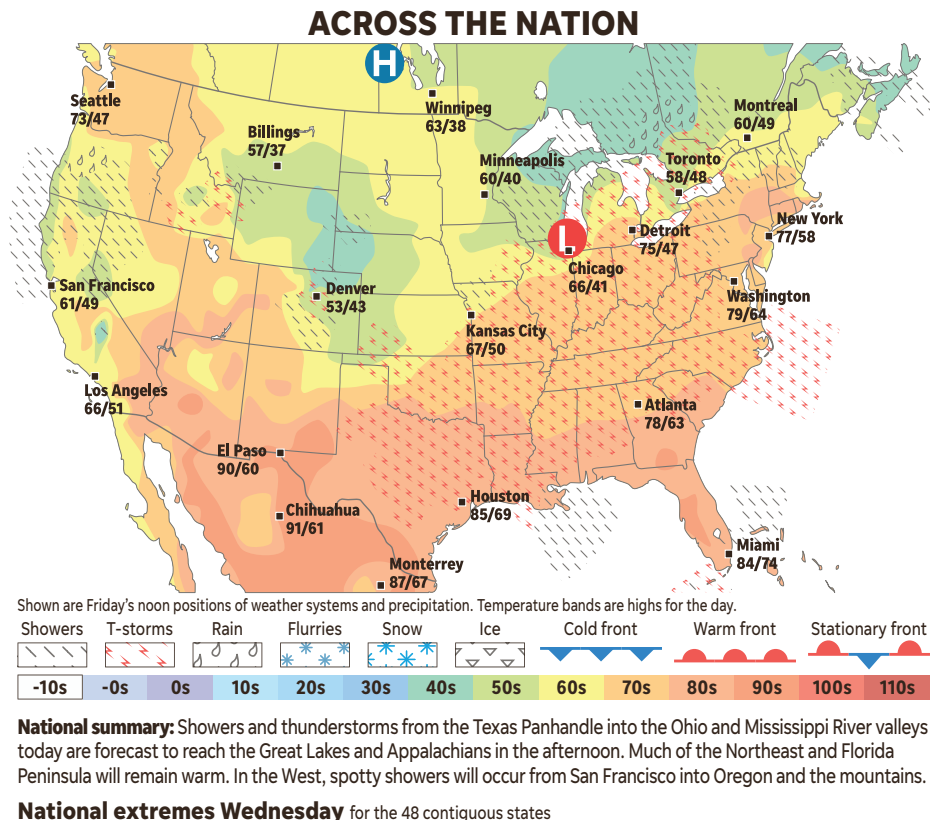 ACROSS THE NATION
H
Seattle
73/47
Winnipeg
63/38
Montreal
60/49
Billings
57/37
Minneapolis
60/40
Toronto
58/48
New York
77/58
L
Detroit
75/47
Chicago
66/41
San Francisco
61/49
Denver
53/43
Washington
79/64
Kansas City
67/50
Los Angeles
66/51
Atlanta
78/63
El Paso
90/60
Houston
85/69
Chihuahua
91/61
Miami
84/74
Monterrey
87/67
Shown are Friday's noon positions of weather systems and precipitation. Temperature bands are highs for the day.
Showers T-storms Rain Flurries Snow Ice Cold front Warm front Stationary front
-10s -0s 0s 10s 20s 30s 40s 50s 60s 70s 80s 90s 100s 110s
National summary: Showers and thunderstorms from the Texas Panhandle into the Ohio and Mississippi River valleys
today are forecast to reach the Great Lakes and Appalachians in the afternoon. Much of the Northeast and Florida
Peninsula will remain warm. In the West, spotty showers will occur from San Francisco into Oregon and the mountains.
National extremes Wednesday for the 48 contiguous states